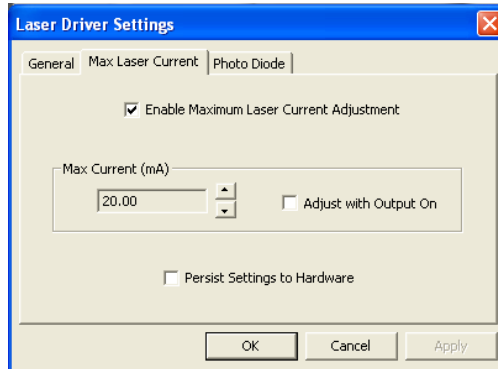 Laser Driver Settings
General Max Laser Current Photo Diode
Enable Maximum Laser Current Adjustment
Max Current (mA)
20.00 Adjust with Output On
Persist Settings to Hardware
OK Cancel Apply